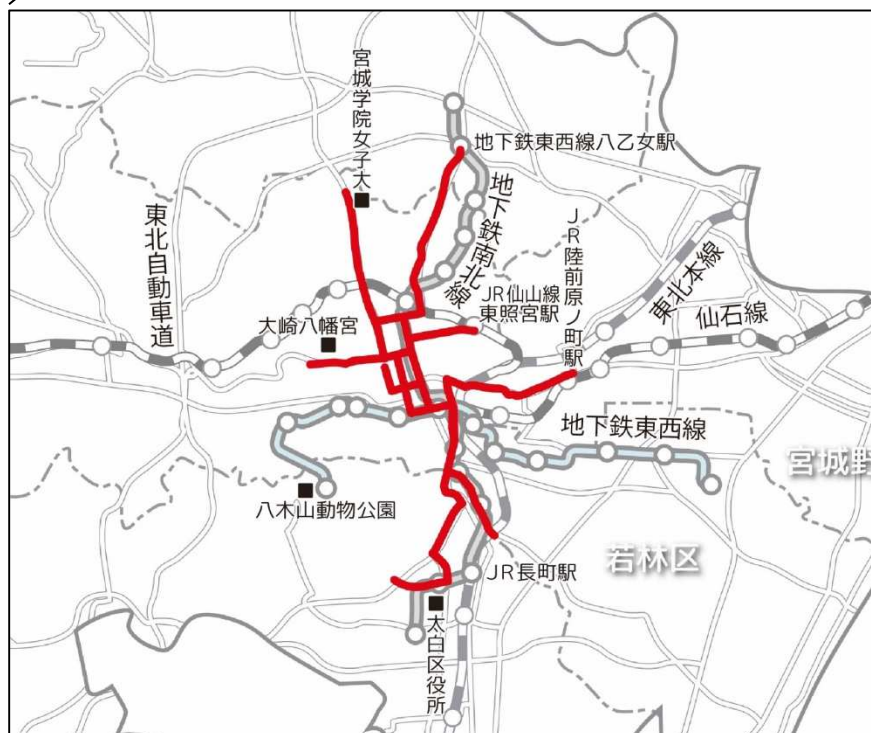 宮城学院女子大
地下鉄東西線八乙女駅
地下鉄南北線
JR陸前原ノ町駅
東北自動車道
JR仙山線
東照宮駅
東北本線
仙石線
大崎八幡宮
地下鉄東西線
宮城野
八木山動物公園
若林区
JR長町駅
太白区役所